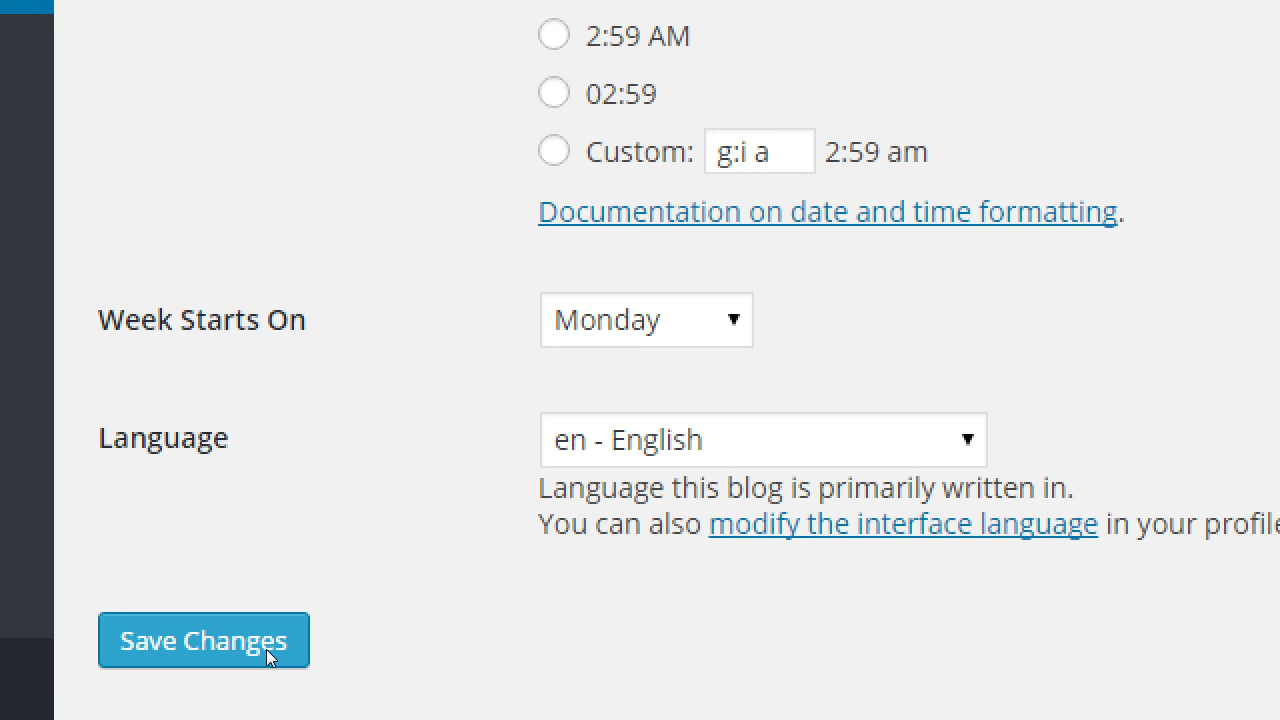 2:59 AM
02:59
Custom: g:i a 2:59 am
Documentation on date and time formatting.
Week Starts On Monday
Language en - English
Language this blog is primarily written in.
You can also modify the interface language in your profile
Save Changes